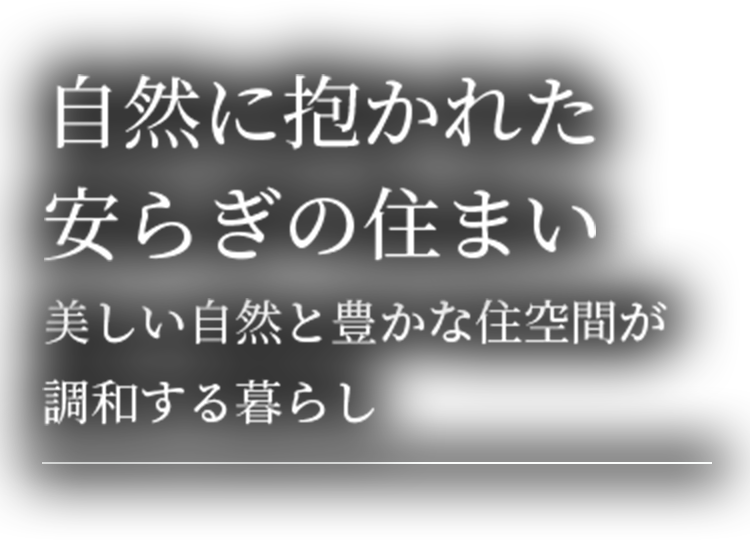 自然に抱かれた
安らぎの住まい
美しい自然と豊かな住空間が
調和する暮らし